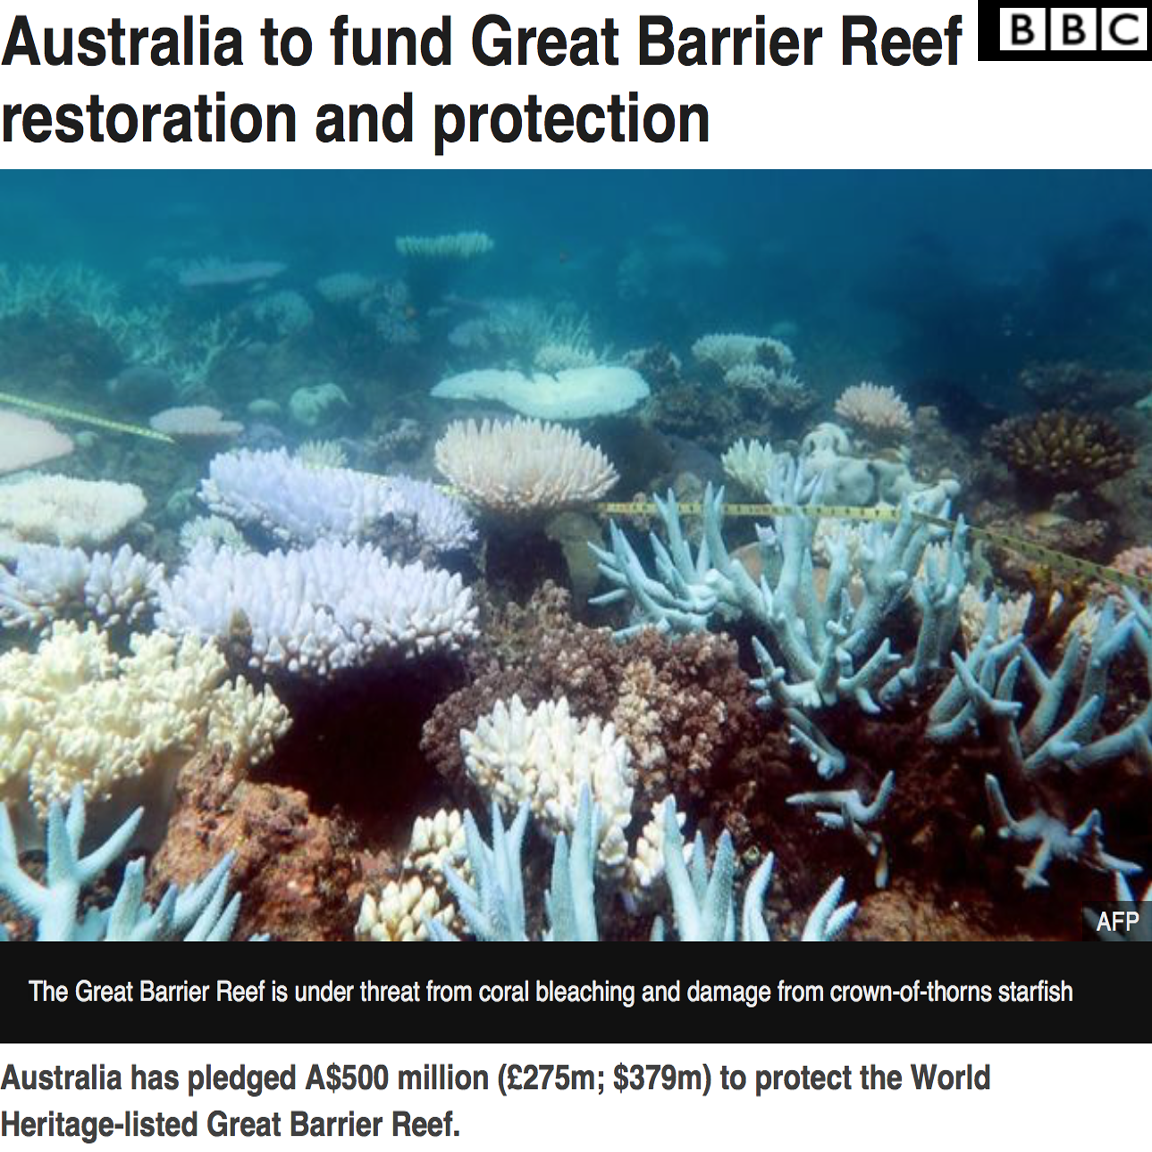 Australia to fund Great Barrier Reef
BBC
restoration and protection
AFP
The Great Barrier Reef is under threat from coral bleaching and damage from crown-of-thorns starfish
Australia has pledged A$500 million (£275m; $379m) to protect the World
Heritage-listed Great Barrier Reef.